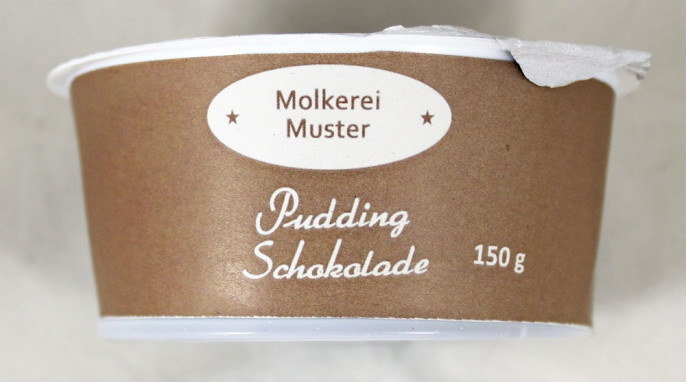 Molkerei
Muster
Pudding
Schokolade
150 g